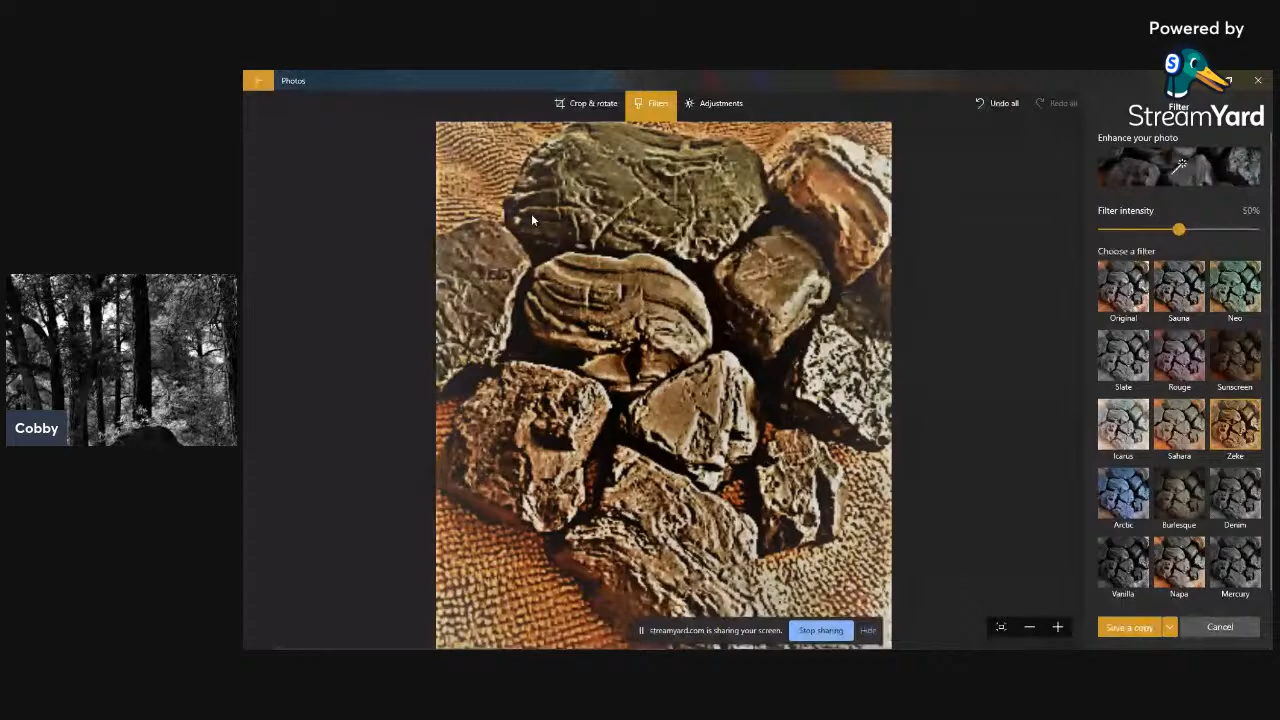 Powered by
StreamYard
Photos
Crop & rotate
Filters
Adjustments
Undo all
Redo all
Filter
Enhance your photo
Filter intensity
50%
Choose a filter
Original
Sauna
Neo
Slate
Rouge
Sunscreen
Icarus
Sahara
Zeke
Arctic
Burlesque
Denim
Vanilla
Napa
Mercury
Save a copy
Cancel
streamyard.com is sharing your screen.
Stop sharing
Hide
Cobby
S